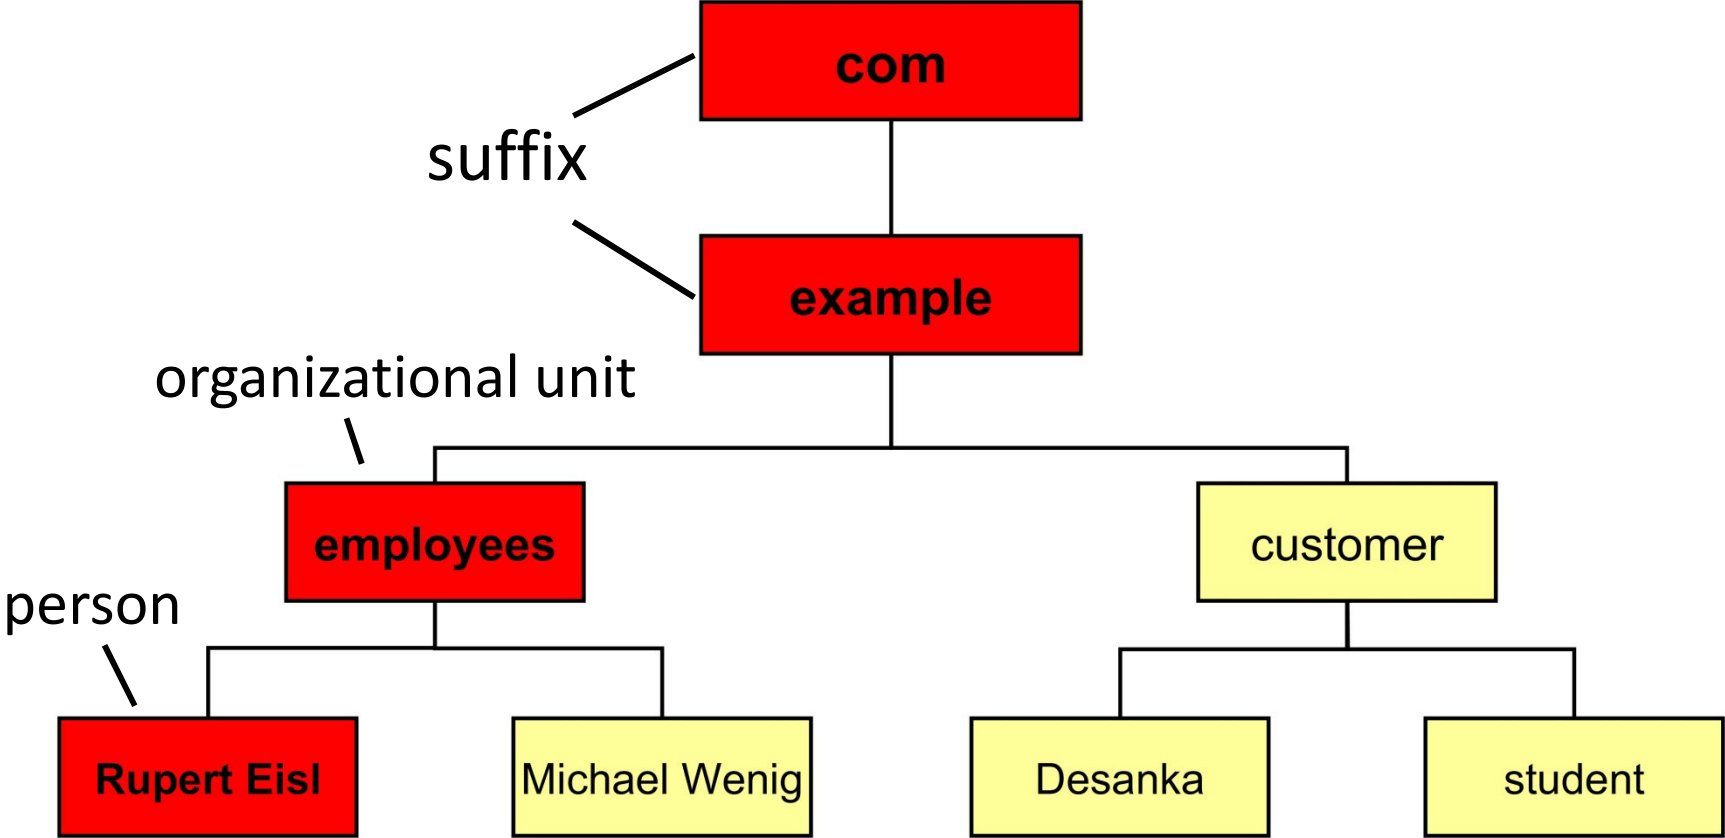 com
suffix
example
organizational unit
employees
customer
person
Rupert Eisl
Michael Wenig
Desanka
student